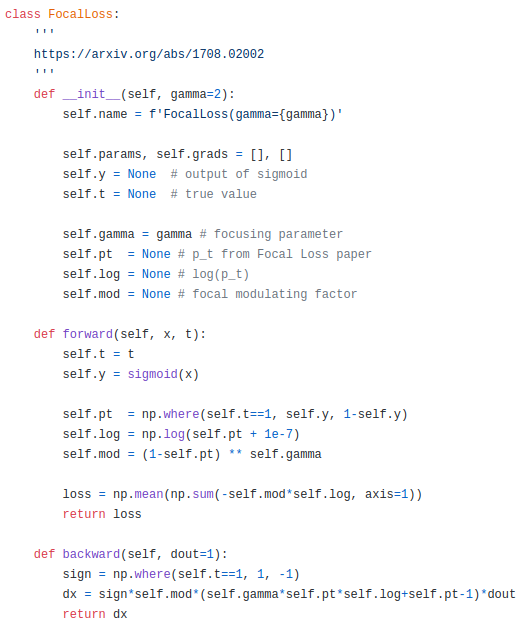 class FocalLoss:
    '''
    https://arxiv.org/abs/1708.02002
    '''
    def __init__(self, gamma=2):
        self.name = f'FocalLoss(gamma={gamma})'

        self.params, self.grads = [], []
        self.y = None  # output of sigmoid
        self.t = None  # true value

        self.gamma = gamma # focusing parameter
        self.pt  = None # p_t from Focal Loss paper
        self.log = None # log(p_t)
        self.mod = None # focal modulating factor

    def forward(self, x, t):
        self.t = t
        self.y = sigmoid(x)

        self.pt  = np.where(self.t==1, self.y, 1-self.y)
        self.log = np.log(self.pt + 1e-7)
        self.mod = (1-self.pt) ** self.gamma

        loss = np.mean(np.sum(-self.mod*self.log, axis=1))
        return loss

    def backward(self, dout=1):
        sign = np.where(self.t==1, 1, -1)
        dx = sign*self.mod*(self.gamma*self.pt*self.log+self.pt-1)*dout
        return dx